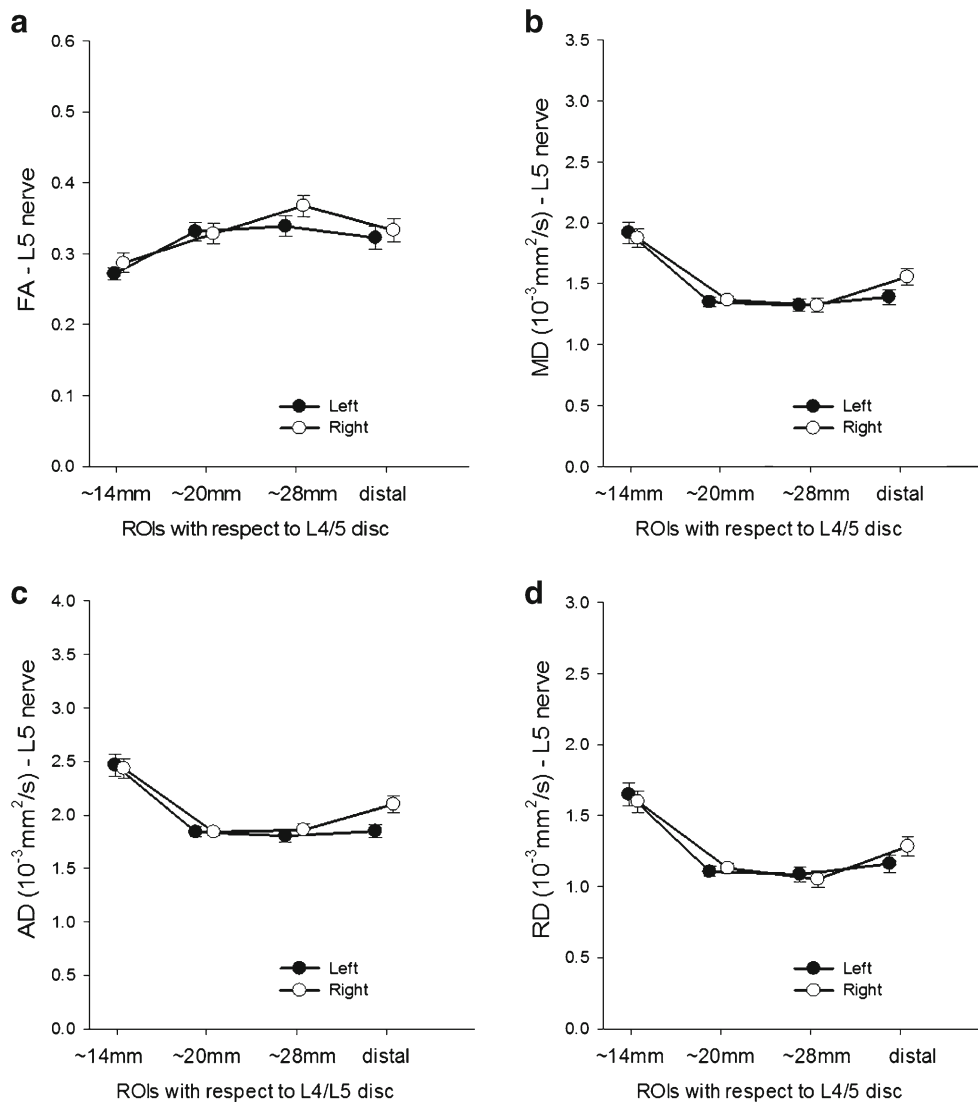 a
0.6
0.5
0.4
0.3
0.2
0.1
0.0
FA - L5 nerve
Left
Right
~14mm ~20mm ~28mm distal
ROIs with respect to L4/5 disc
b
3.5
3.0
2.5
2.0
1.5
1.0
0.5
0.0
MD (10⁻³mm²/s) - L5 nerve
Left
Right
~14mm ~20mm ~28mm distal
ROIs with respect to L4/5 disc
c
4.0
3.5
3.0
2.5
2.0
1.5
1.0
0.5
0.0
AD (10⁻³mm²/s) - L5 nerve
Left
Right
~14mm ~20mm ~28mm distal
ROIs with respect to L4/L5 disc
d
3.0
2.5
2.0
1.5
1.0
0.5
0.0
RD (10⁻³mm²/s) - L5 nerve
Left
Right
~14mm ~20mm ~28mm distal
ROIs with respect to L4/5 disc